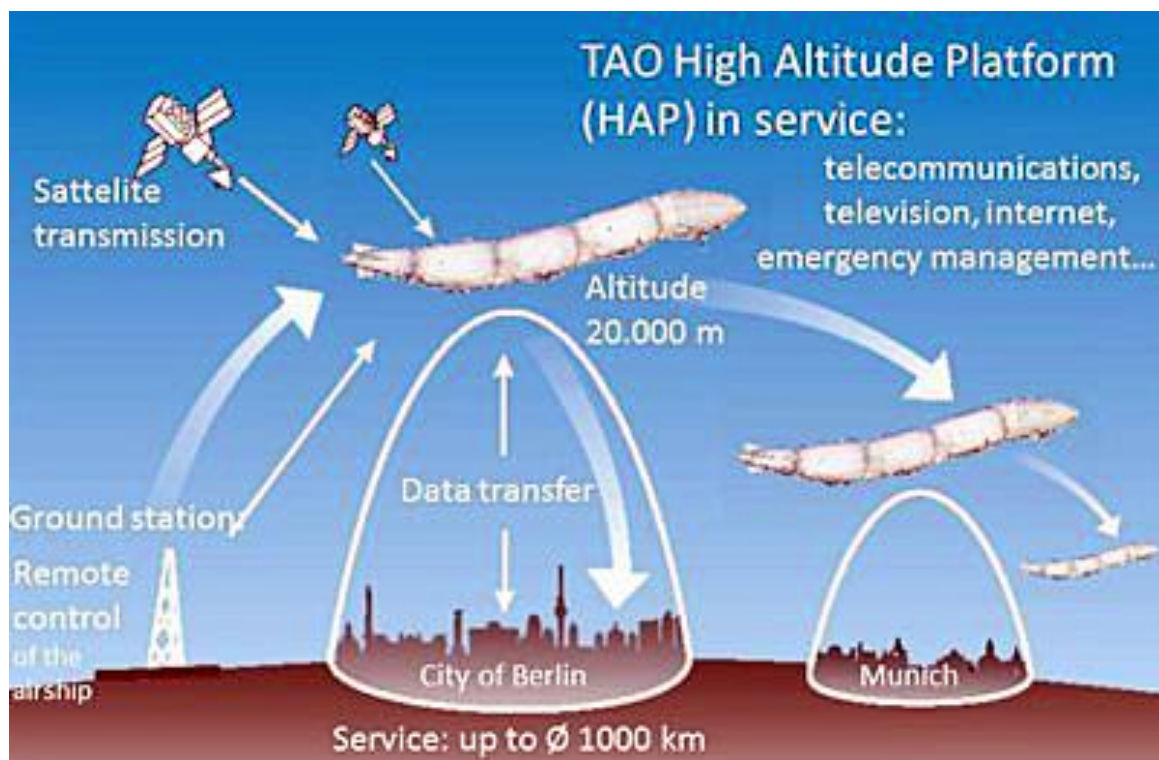 TAO High Altitude Platform
(HAP) in service:
telecommunications,
television, internet,
emergency management...
Sattelite
transmission
Altitude
20.000 m
Data transfer
Ground station:
Remote
control
of the
airship
City of Berlin
Munich
Service: up to Ø 1000 km